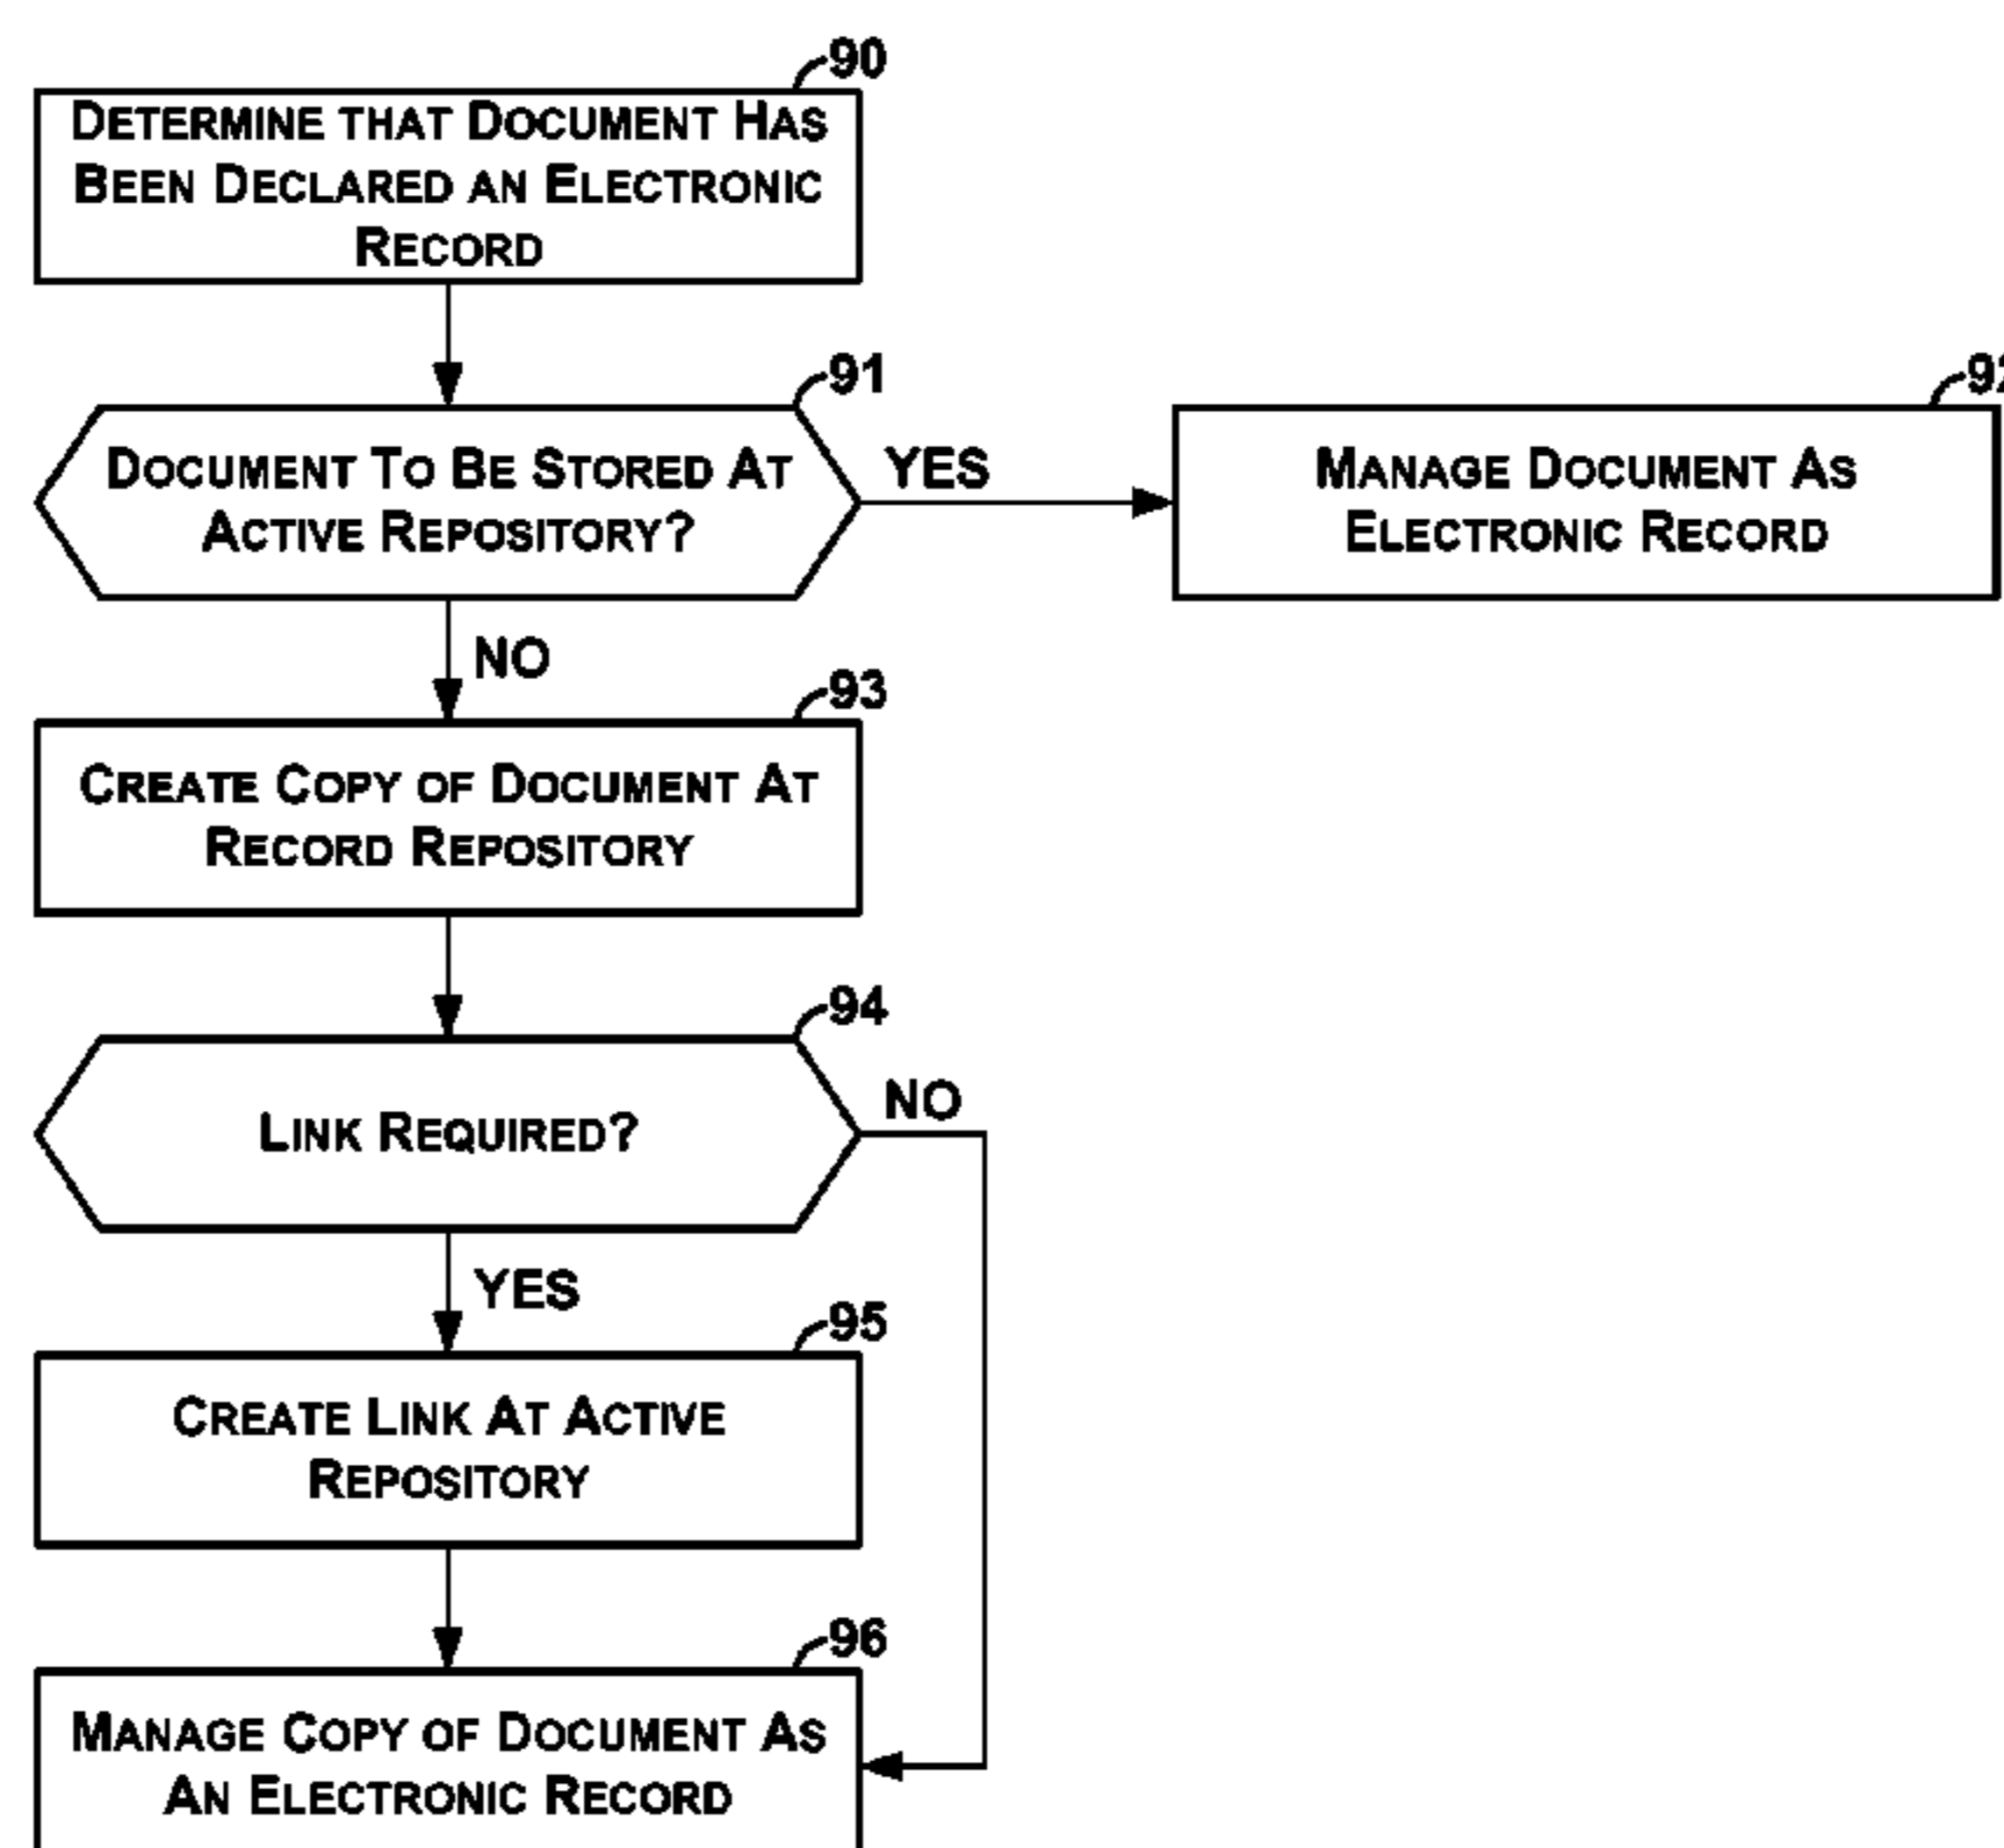 90
DETERMINE THAT DOCUMENT HAS
BEEN DECLARED AN ELECTRONIC
RECORD
91
DOCUMENT TO BE STORED AT
ACTIVE REPOSITORY?
YES
MANAGE DOCUMENT AS
ELECTRONIC RECORD
NO
93
CREATE COPY OF DOCUMENT AT
RECORD REPOSITORY
94
LINK REQUIRED?
NO
YES
95
CREATE LINK AT ACTIVE
REPOSITORY
96
MANAGE COPY OF DOCUMENT AS
AN ELECTRONIC RECORD